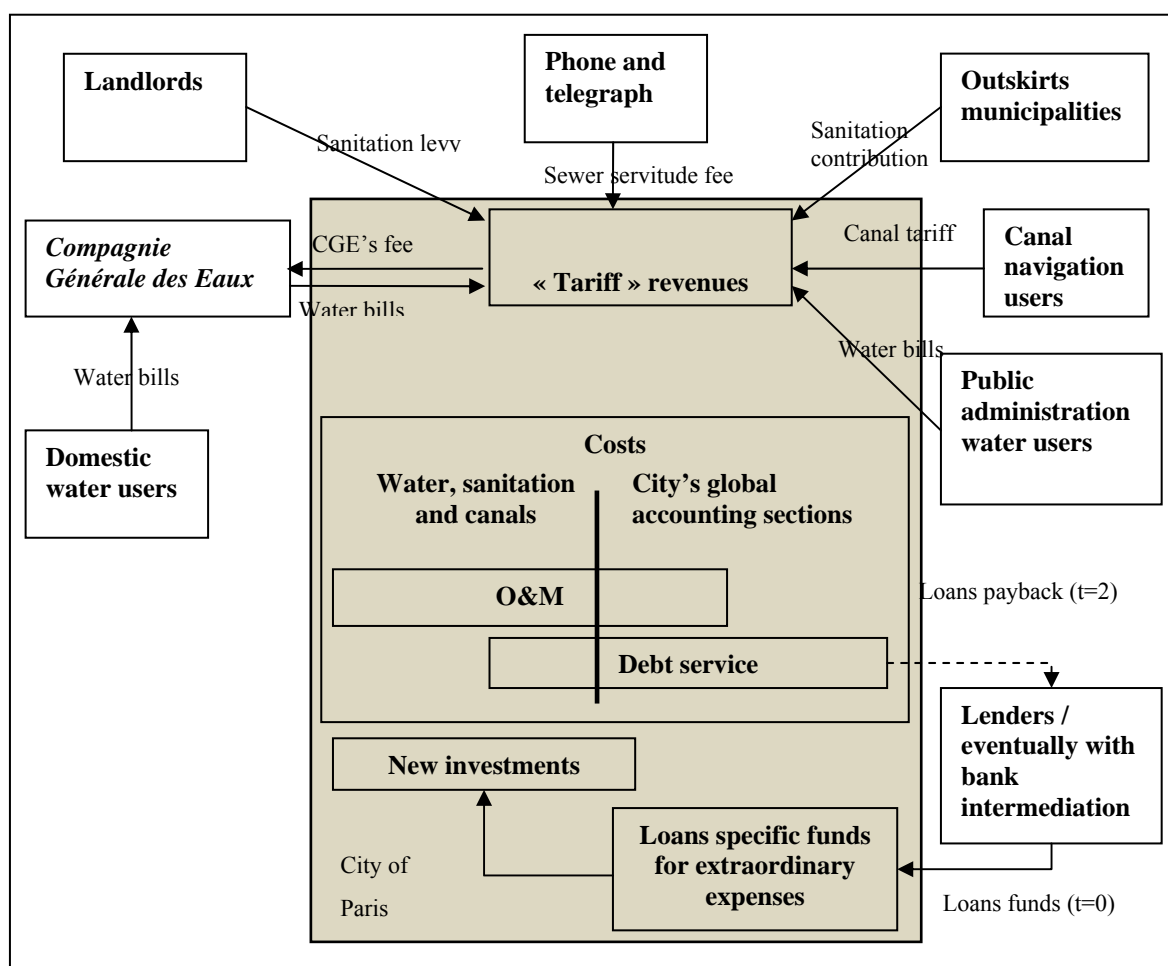 Landlords
Phone and
telegraph
Outskirts
municipalities
Sanitation levy
Sanitation
contribution
Sewer servitude fee
Compagnie
Générale des Eaux
CGE's fee
Water bills
« Tariff » revenues
Canal tariff
Canal
navigation
users
Water bills
Water bills
Public
administration
water users
Domestic
water users
Costs
Water, sanitation
and canals
City's global
accounting sections
O&M
Debt service
Loans payback (t=2)
Lenders /
eventually with
bank
intermediation
New investments
Loans specific funds
for extraordinary
expenses
City of
Paris
Loans funds (t=0)